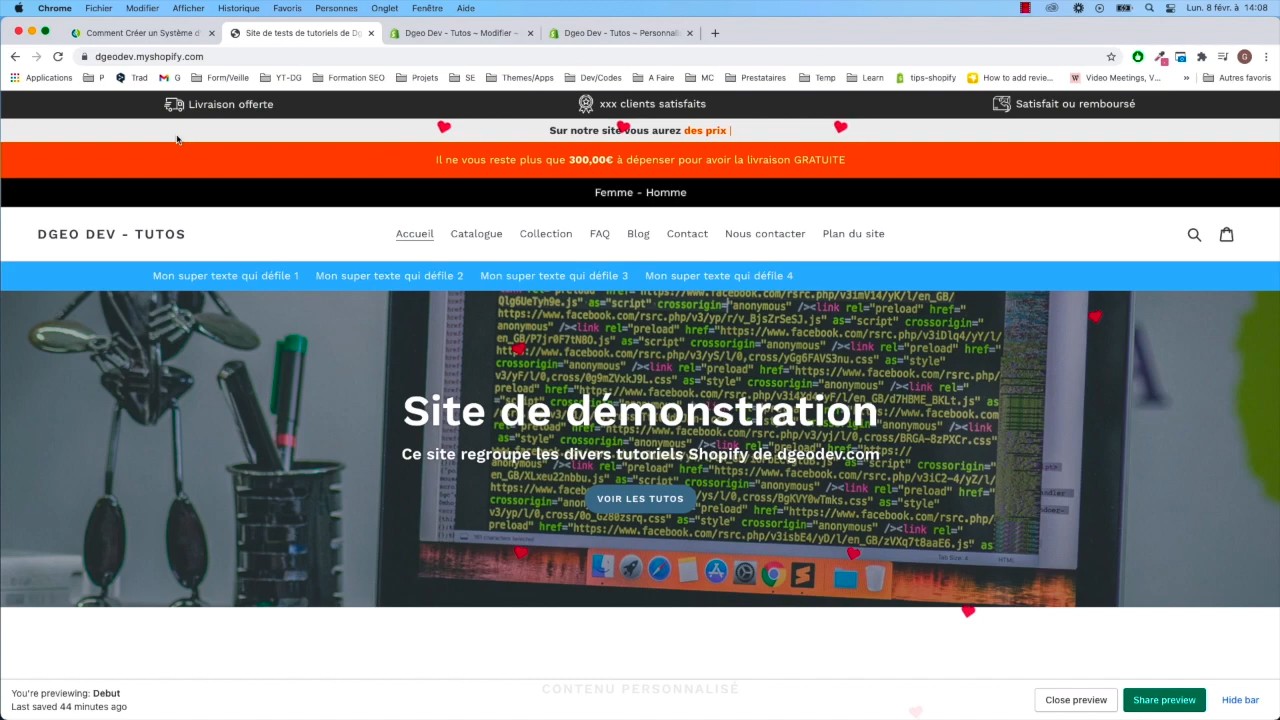 Chrome Fichier Modifier Afficher Historique Favoris Personnes Onglet Fenêtre Aide Lun. 8 févr à 14:08
Comment Créer un Système d Site de tests de tutoriels de Dg Dgeo Dev - Tutos ~ Modifier ~ Dgeo Dev - Tutos ~ Personnali
dgeodev.myshopify.com
Applications P Trad G Form/Veille YT-DG Formation SEO Projets SE Themes/Apps Dev/Codes A Faire MC Prestataires Temp Learn tips-shopify How to add revie... Video Meetings, V... » Autres favoris
Livraison offerte xxx clients satisfaits Satisfait ou remboursé
Sur notre site vous aurez des prix |
Il ne vous reste plus que 300,00€ à dépenser pour avoir la livraison GRATUITE
Femme - Homme
DGEO DEV - TUTOS Accueil Catalogue Collection FAQ Blog Contact Nous contacter Plan du site
Mon super texte qui défile 1 Mon super texte qui défile 2 Mon super texte qui défile 3 Mon super texte qui défile 4
Site de démonstration
Ce site regroupe les divers tutoriels Shopify de dgeodev.com
VOIR LES TUTOS
CONTENU PERSONNALISÉ
You're previewing: Debut
Last saved 44 minutes ago
Close preview Share preview Hide bar